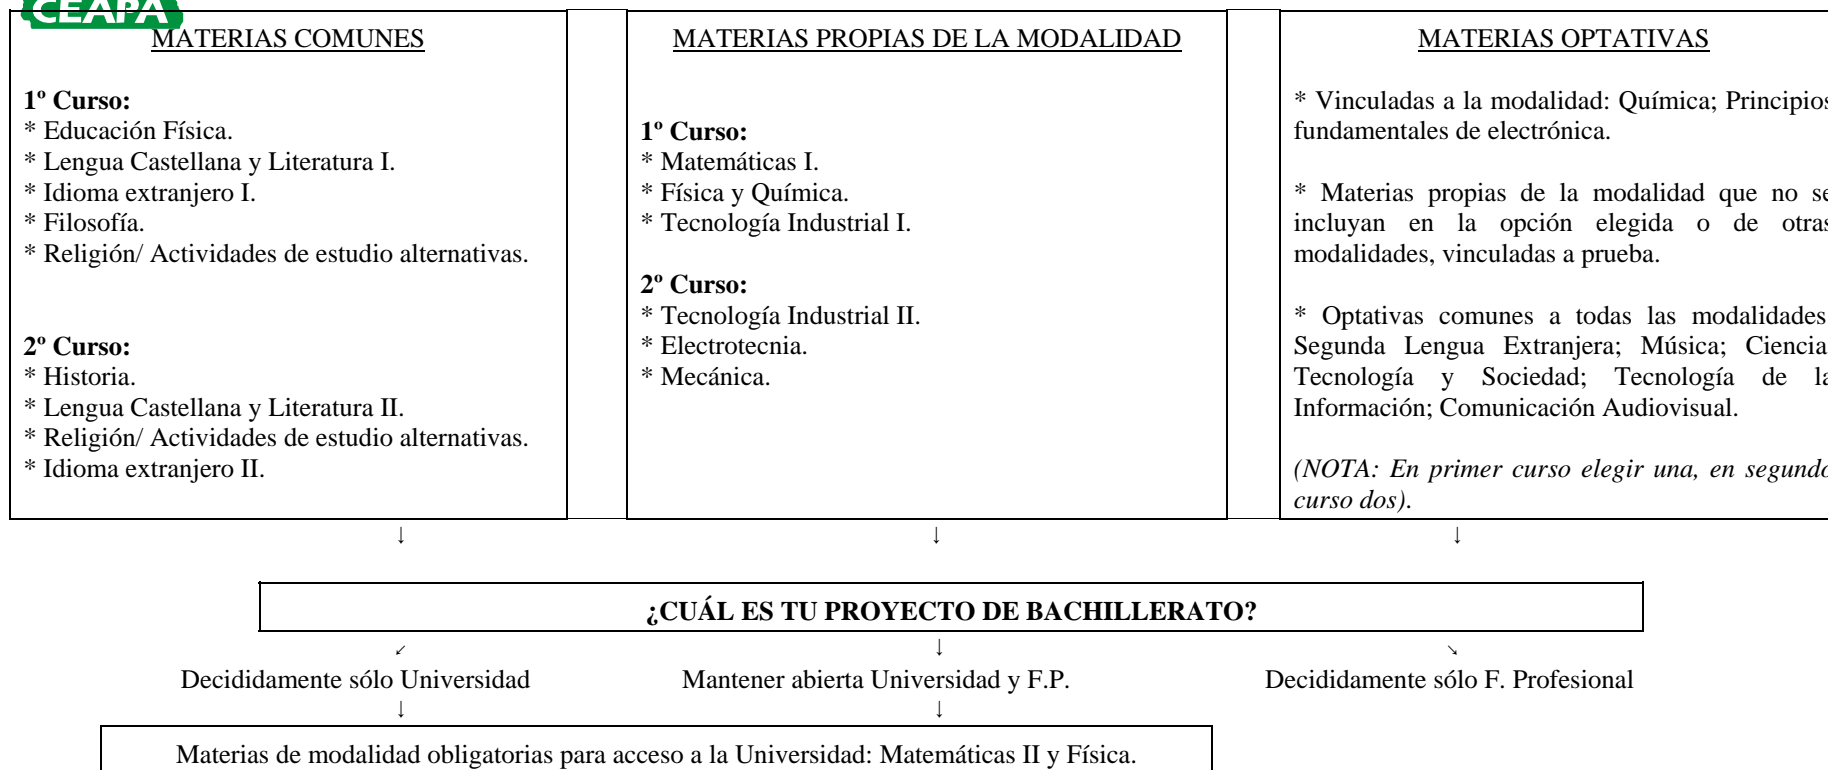 CEAPA
MATERIAS COMUNES
1º Curso:
* Educación Física.
* Lengua Castellana y Literatura I.
* Idioma extranjero I.
* Filosofía.
* Religión/ Actividades de estudio alternativas.
2º Curso:
* Historia.
* Lengua Castellana y Literatura II.
* Religión/ Actividades de estudio alternativas.
* Idioma extranjero II.
MATERIAS PROPIAS DE LA MODALIDAD
1º Curso:
* Matemáticas I.
* Física y Química.
* Tecnología Industrial I.
2º Curso:
* Tecnología Industrial II.
* Electrotecnia.
* Mecánica.
MATERIAS OPTATIVAS
* Vinculadas a la modalidad: Química; Principios
fundamentales de electrónica.
* Materias propias de la modalidad que no se
incluyan en la opción elegida o de otras
modalidades, vinculadas a prueba.
* Optativas comunes a todas las modalidades
Segunda Lengua Extranjera; Música; Ciencia
Tecnología y Sociedad; Tecnología de la
Información; Comunicación Audiovisual.
(NOTA: En primer curso elegir una, en segundo
curso dos).
↓ ↓ ↓
¿CUÁL ES TU PROYECTO DE BACHILLERATO?
↙ ↓ ↘
Decididamente sólo Universidad Mantener abierta Universidad y F.P. Decididamente sólo F. Profesional
↓ ↓
Materias de modalidad obligatorias para acceso a la Universidad: Matemáticas II y Física.